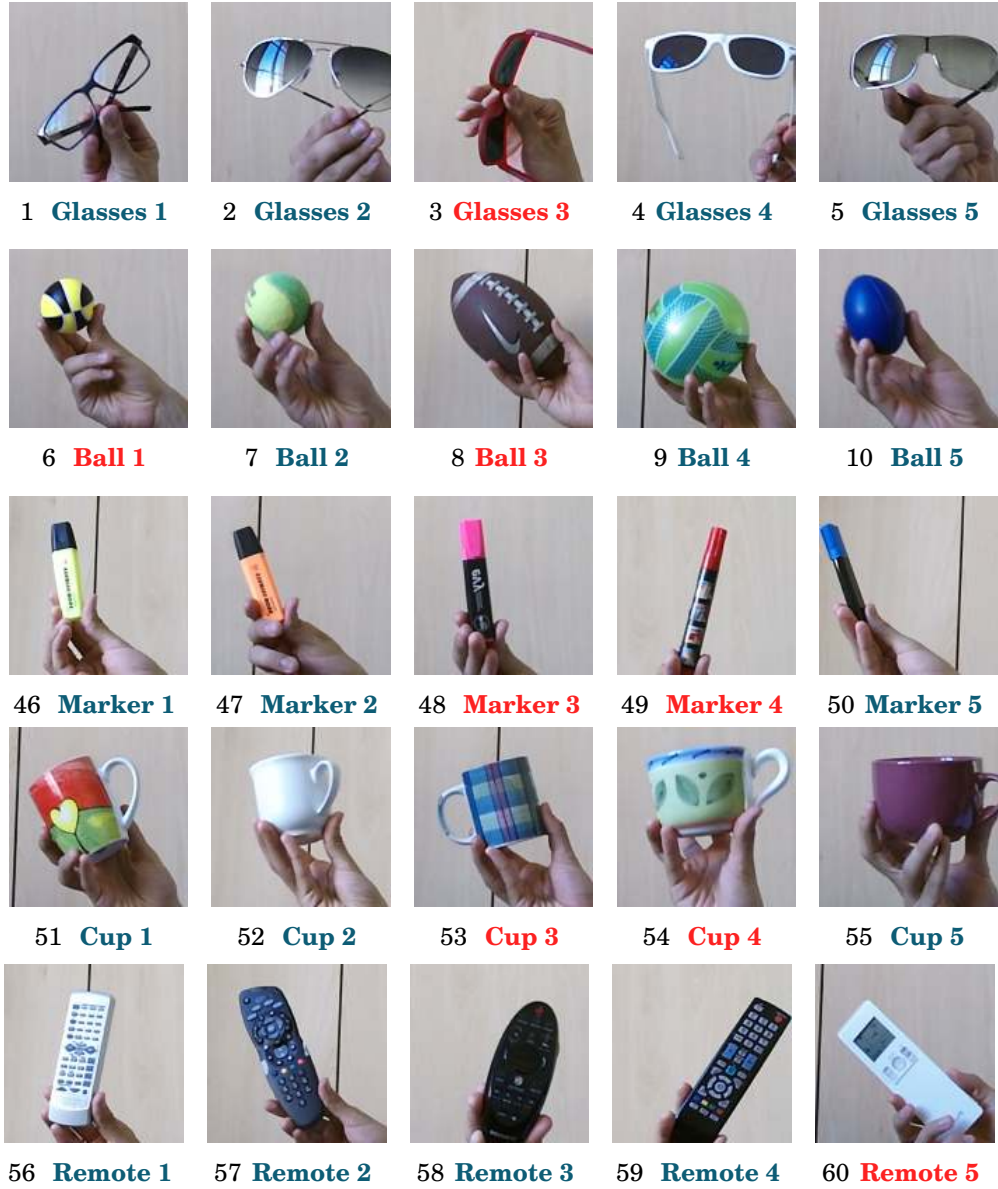 1 Glasses 1 2 Glasses 2 3 Glasses 3 4 Glasses 4 5 Glasses 5
6 Ball 1 7 Ball 2 8 Ball 3 9 Ball 4 10 Ball 5
46 Marker 1 47 Marker 2 48 Marker 3 49 Marker 4 50 Marker 5
51 Cup 1 52 Cup 2 53 Cup 3 54 Cup 4 55 Cup 5
56 Remote 1 57 Remote 2 58 Remote 3 59 Remote 4 60 Remote 5